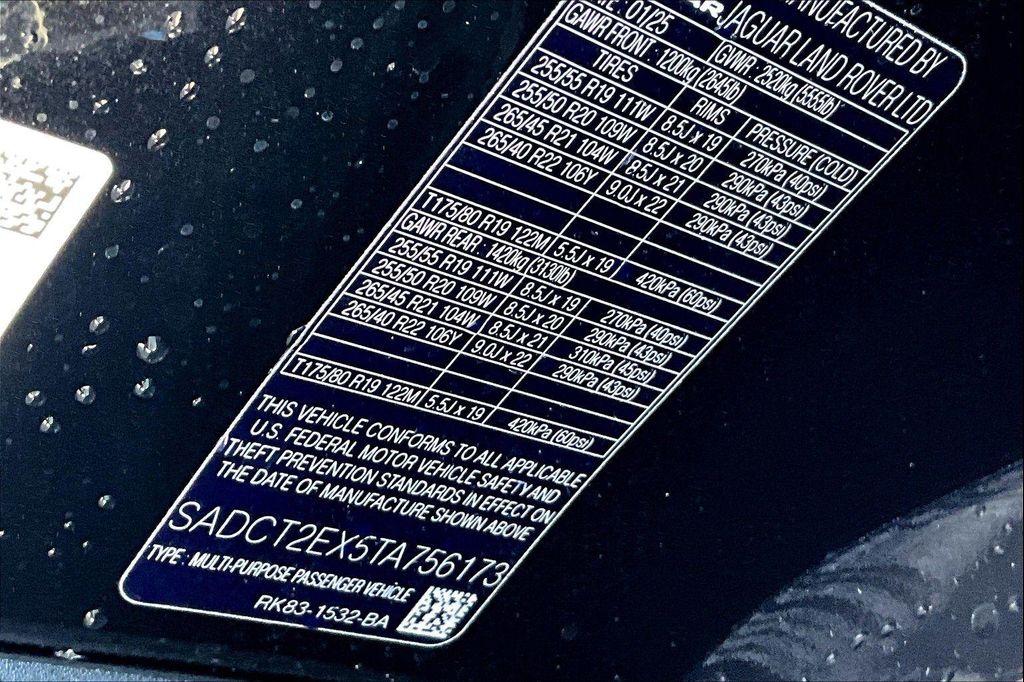 MANUFACTURED BY
JAGUAR LAND ROVER LTD
0125 GVWR: 2520kg (5555lb)
GAWR FRONT: 1200kg (2645lb)
TIRES RIMS PRESSURE (COLD)
255/55 R19 111W 8.5J x 19 270kPa (40psi)
255/50 R20 109W 8.5J x 20 290kPa (43psi)
265/45 R21 104W 8.5J x 21 290kPa (43psi)
265/40 R22 106Y 9.0J x 22 290kPa (43psi)
T175/80 R19 122M 5.5J x 19 420kPa (60psi)
GAWR REAR: 1420kg (3130lb)
255/55 R19 111W 8.5J x 19 270kPa (40psi)
255/50 R20 109W 8.5J x 20 290kPa (43psi)
265/45 R21 104W 8.5J x 21 310kPa (45psi)
265/40 R22 106Y 9.0J x 22 290kPa (43psi)
T175/80 R19 122M 5.5J x 19 420kPa (60psi)
THIS VEHICLE CONFORMS TO ALL APPLICABLE
U.S. FEDERAL MOTOR VEHICLE SAFETY AND
THEFT PREVENTION STANDARDS IN EFFECT ON
THE DATE OF MANUFACTURE SHOWN ABOVE
SADCT2EX5TA756173
TYPE: MULTI-PURPOSE PASSENGER VEHICLE
RK83-1532-BA